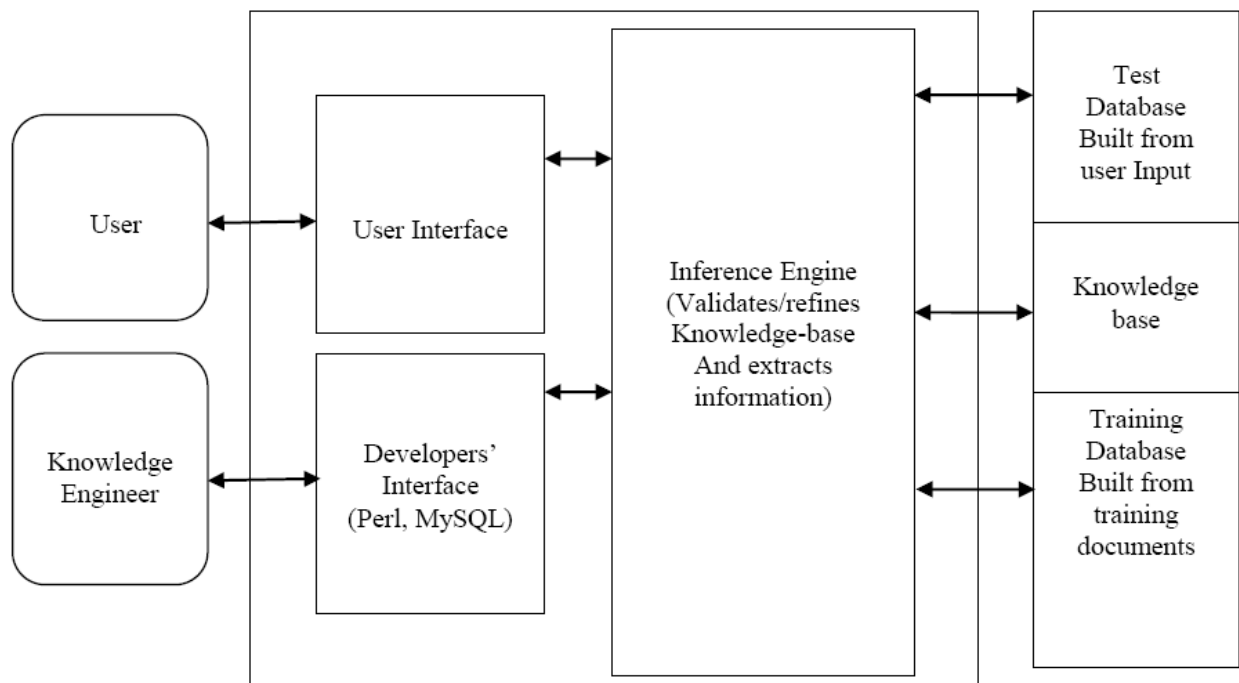 User
Knowledge
Engineer
User Interface
Developers’
Interface
(Perl, MySQL)
Inference Engine
(Validates/refines
Knowledge-base
And extracts
information)
Test
Database
Built from
user Input
Knowledge
base
Training
Database
Built from
training
documents